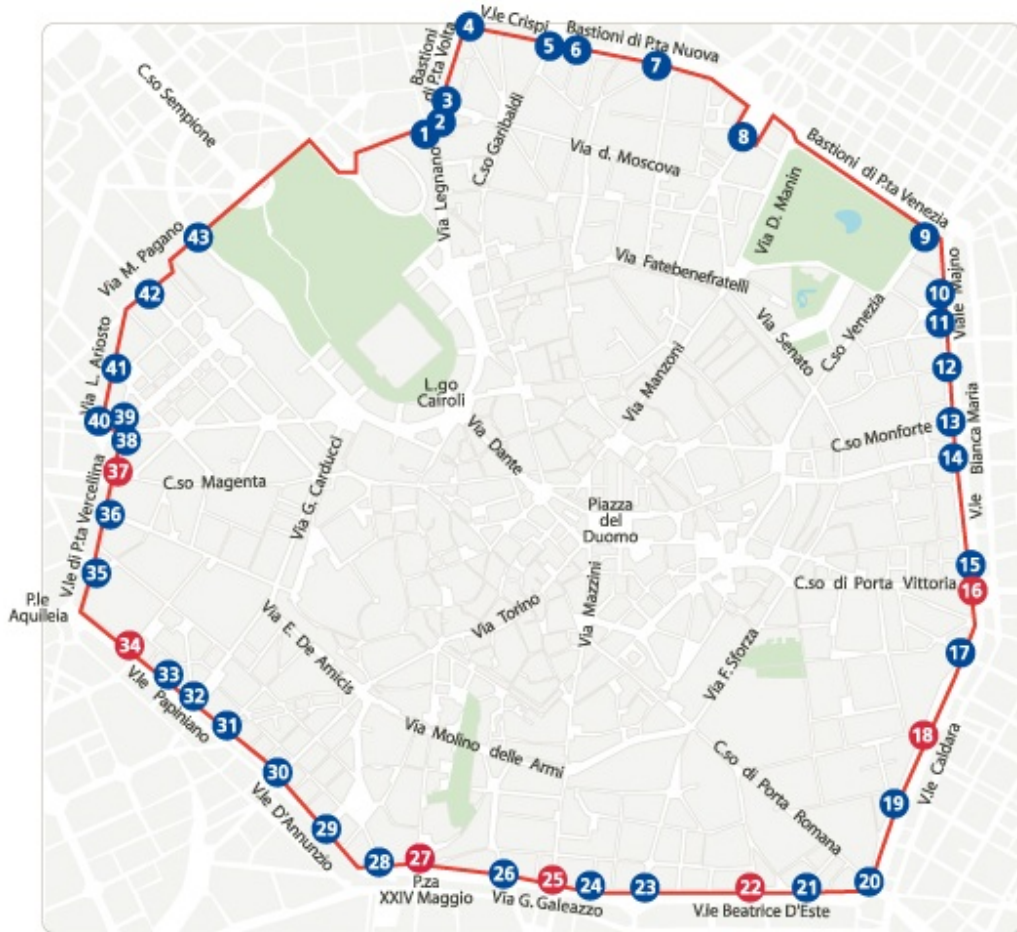 4
V.le Crispi
5
6
Bastioni di P.ta Nuova
7
Bastioni
di P.ta Volta
3
2
1
8
C.so Sempione
C.so Garibaldi
Via Legnano
Via d. Moscova
Bastioni di P.ta Venezia
Via D. Manin
9
43
Via M. Pagano
42
Via Fatebenefratelli
10
Viale Majno
11
Via Senato
C.so Venezia
12
Via L. Ariosto
41
L.go
Cairoli
Via Manzoni
40
39
38
37
Via Dante
C.so Monforte
13
14
V.le Bianca Maria
C.so Magenta
Via G. Carducci
V.le di P.ta Vercellina
36
Piazza
del
Duomo
35
15
C.so di Porta Vittoria
16
P.le
Aquileia
Via Torino
Via Mazzini
34
Via E. De Amicis
Via F. Sforza
17
33
32
V.le Papiniano
31
18
Via Molino delle Armi
C.so di Porta Romana
V.le Caldara
30
V.le D'Annunzio
29
19
28
27
26
25
24
23
22
21
20
P.za
XXIV Maggio
Via G. Galeazzo
V.le Beatrice D'Este